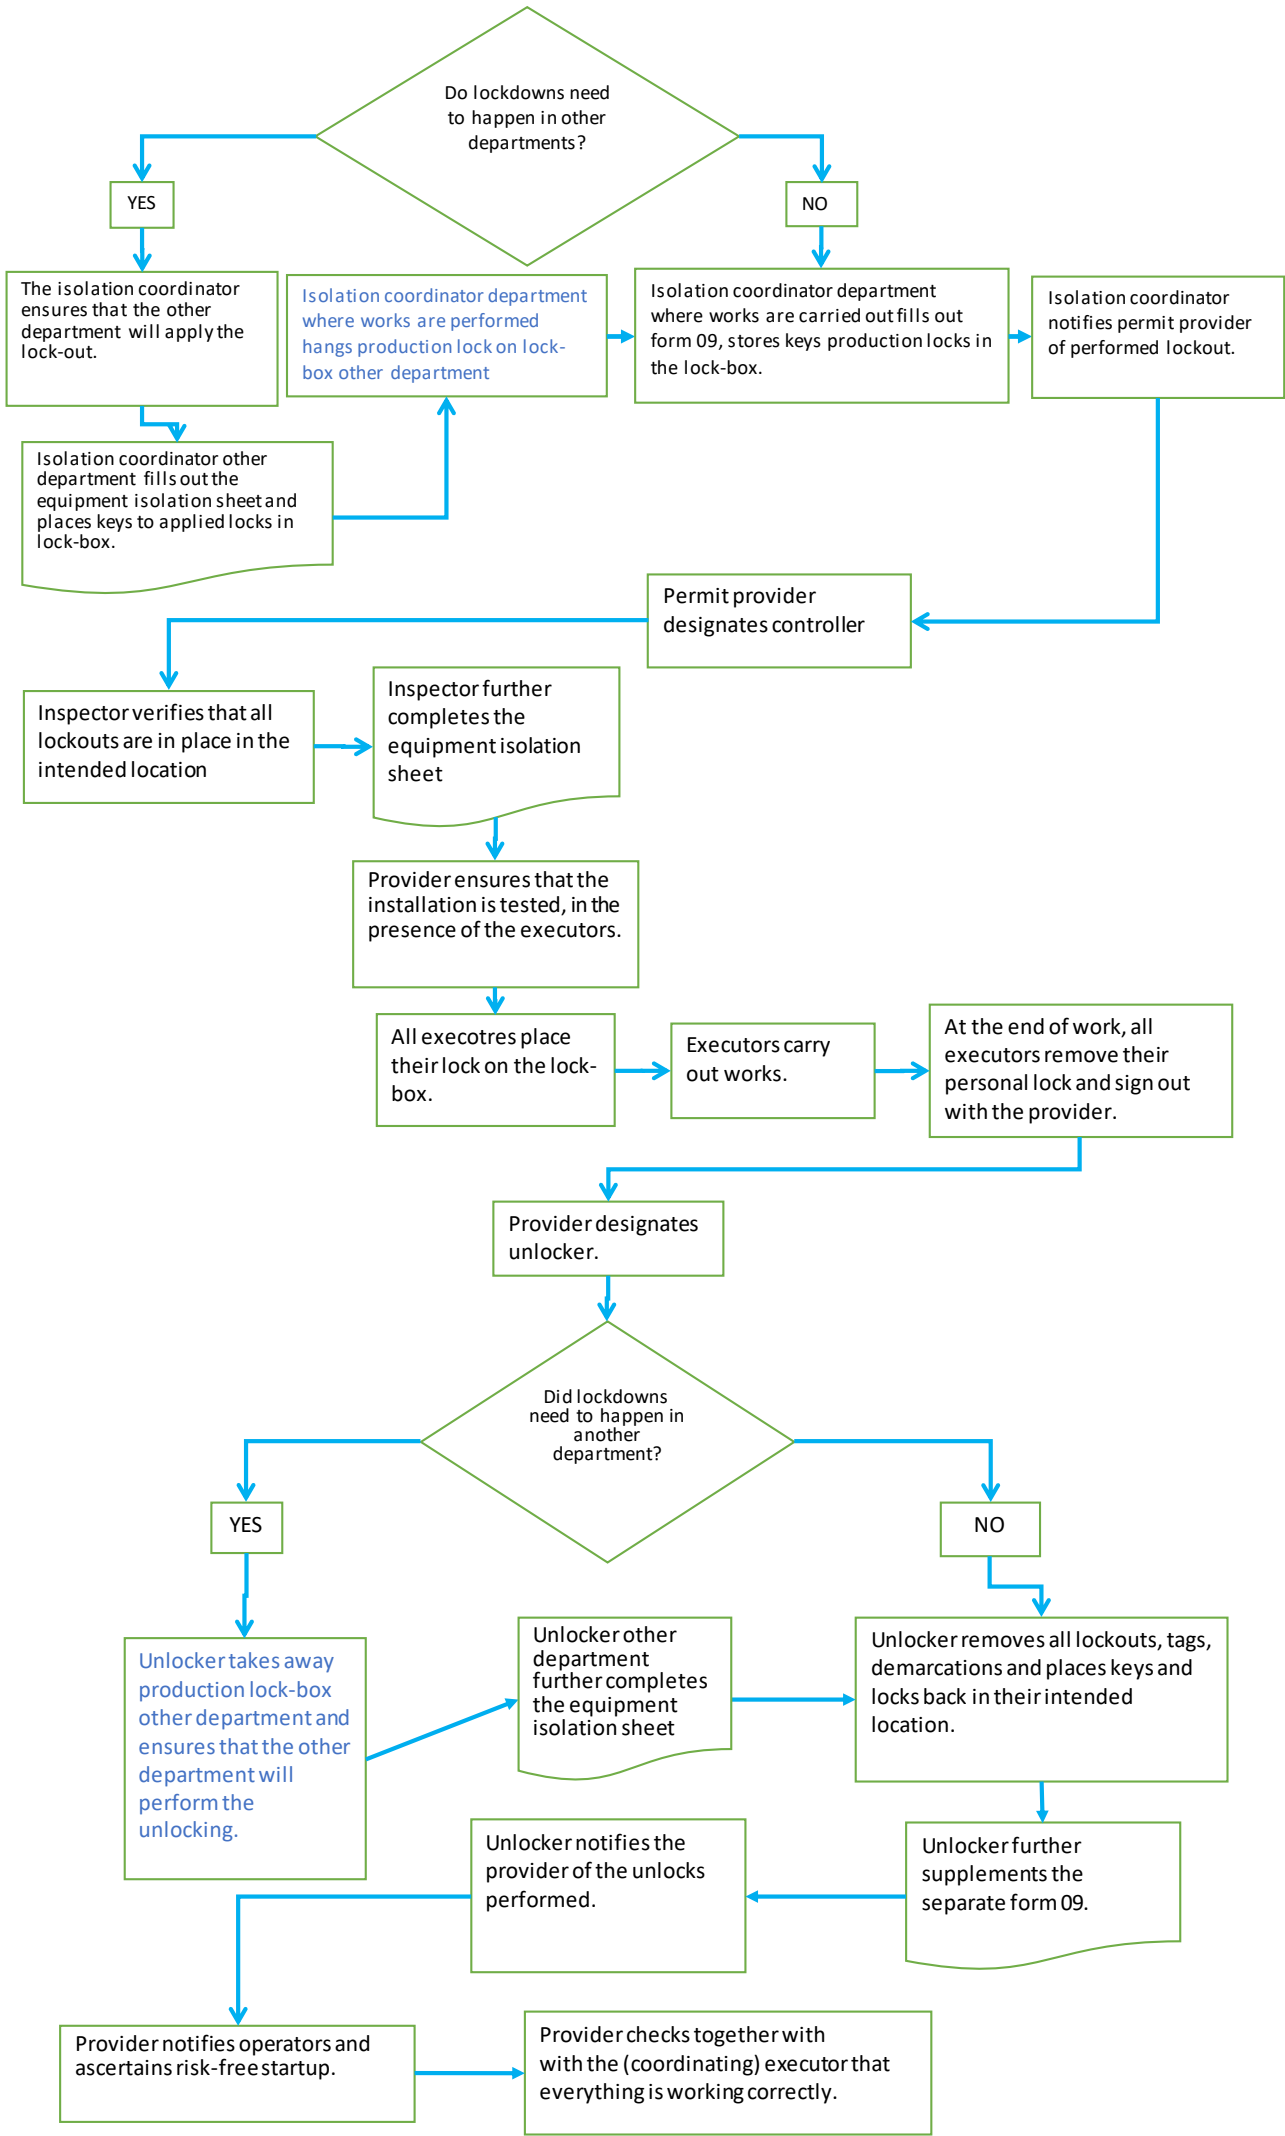 Do lockdowns need
to happen in other
departments?
YES
NO
The isolation coordinator
ensures that the other
department will apply the
lock-out.
Isolation coordinator department
where works are performed
hangs production lock on lock-
box other department
Isolation coordinator department
where works are carried out fills out
form 09, stores keys production locks in
the lock-box.
Isolation coordinator
notifies permit provider
of performed lockout.
Isolation coordinator other
department fills out the
equipment isolation sheet and
places keys to applied locks in
lock-box.
Permit provider
designates controller
Inspector verifies that all
lockouts are in place in the
intended location
Inspector further
completes the
equipment isolation
sheet
Provider ensures that the
installation is tested, in the
presence of the executors.
All execotres place
their lock on the lock-
box.
Executors carry
out works.
At the end of work, all
executors remove their
personal lock and sign out
with the provider.
Provider designates
unlocker.
Did lockdowns
need to happen in
another
department?
YES
NO
Unlocker takes away
production lock-box
other department and
ensures that the other
department will
perform the
unlocking.
Unlocker other
department
further completes
the equipment
isolation sheet
Unlocker removes all lockouts, tags,
demarcations and places keys and
locks back in their intended
location.
Unlocker notifies the
provider of the unlocks
performed.
Unlocker further
supplements the
separate form 09.
Provider notifies operators and
ascertains risk-free startup.
Provider checks together with
with the (coordinating) executor that
everything is working correctly.